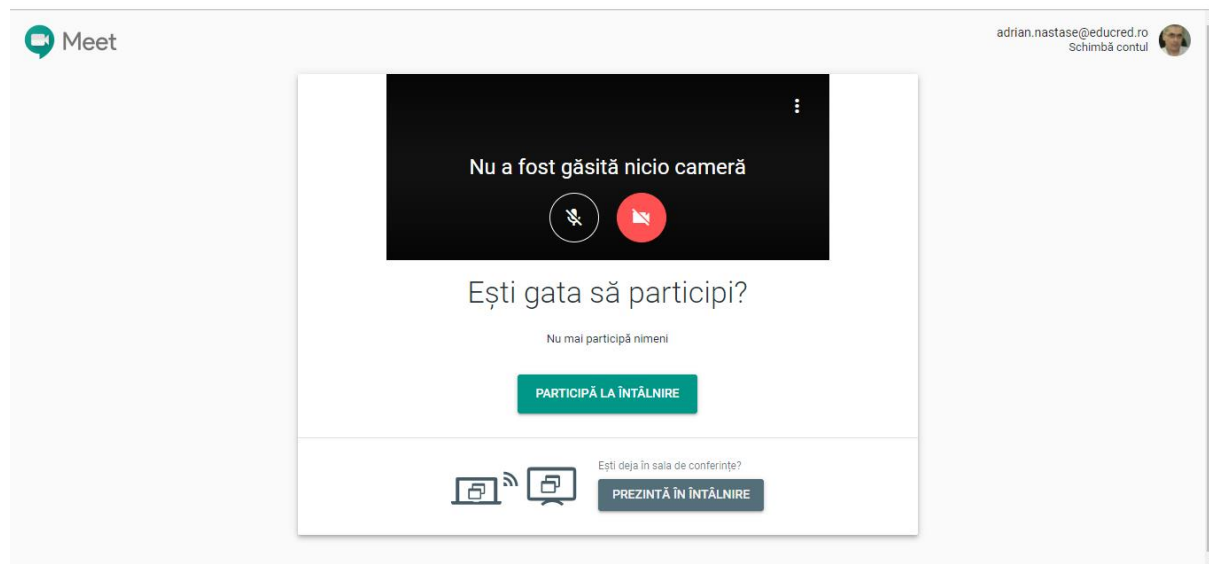 Meet
adrian.nastase@educred.ro
Schimbă contul
Nu a fost găsită nicio cameră
Ești gata să participi?
Nu mai participă nimeni
PARTICIPĂ LA ÎNTÂLNIRE
Ești deja în sala de conferințe?
PREZINTĂ ÎN ÎNTÂLNIRE